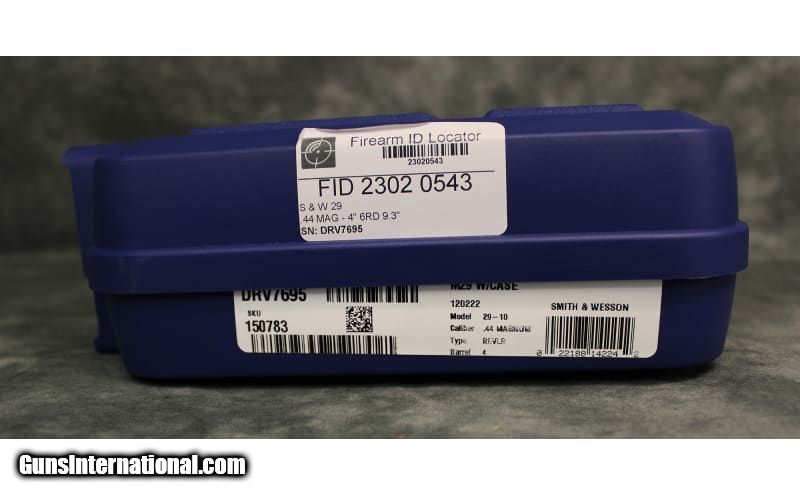 Firearm ID Locator
23020543
FID 2302 0543
S & W 29
.44 MAG - 4" 6RD 9.3"
SN: DRV7695
DRV7695
SKU
150783
M29 W/CASE
120222
Model 29-10
Caliber .44 MAGNUM
Type REVLR
Barrel 4
SMITH & WESSON
0 22188 14224 2
GunsInternational.com